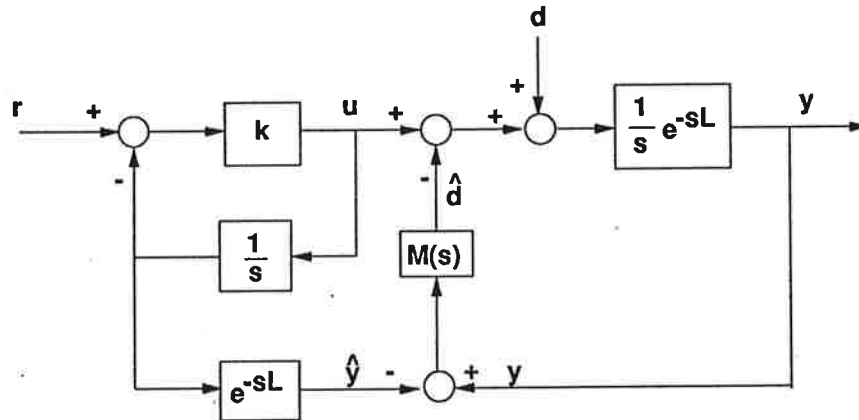 d
r + k u + + + 1/s e^-sL y
-
- d̂
1/s
M(s)
e^-sL ŷ - + y